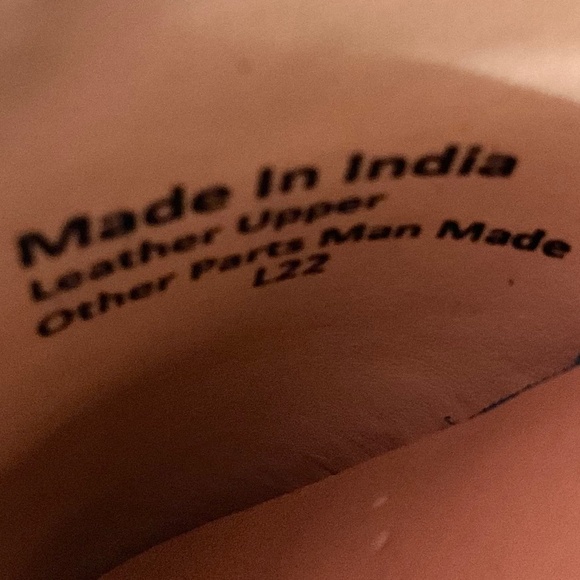 Made In India
Leather Upper
Other Parts Man Made
L22